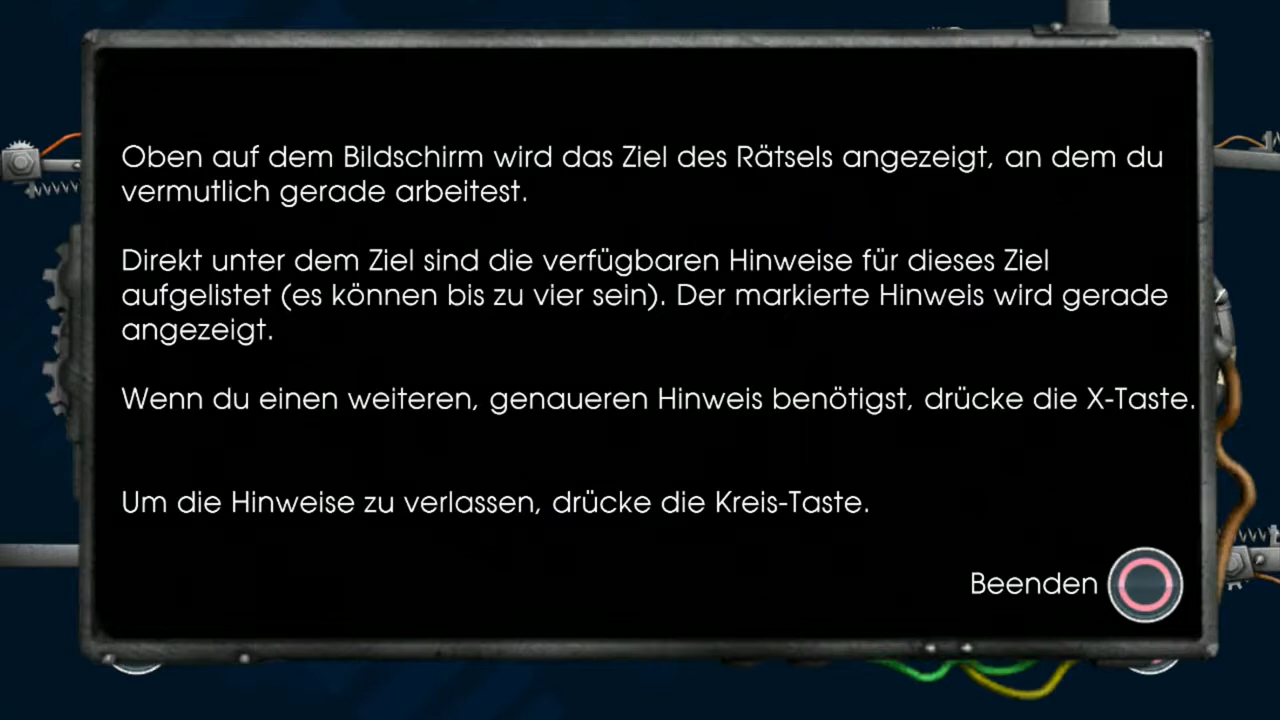 Oben auf dem Bildschirm wird das Ziel des Rätsels angezeigt, an dem du
vermutlich gerade arbeitest.
Direkt unter dem Ziel sind die verfügbaren Hinweise für dieses Ziel
aufgelistet (es können bis zu vier sein). Der markierte Hinweis wird gerade
angezeigt.
Wenn du einen weiteren, genaueren Hinweis benötigst, drücke die X-Taste.
Um die Hinweise zu verlassen, drücke die Kreis-Taste.
Beenden